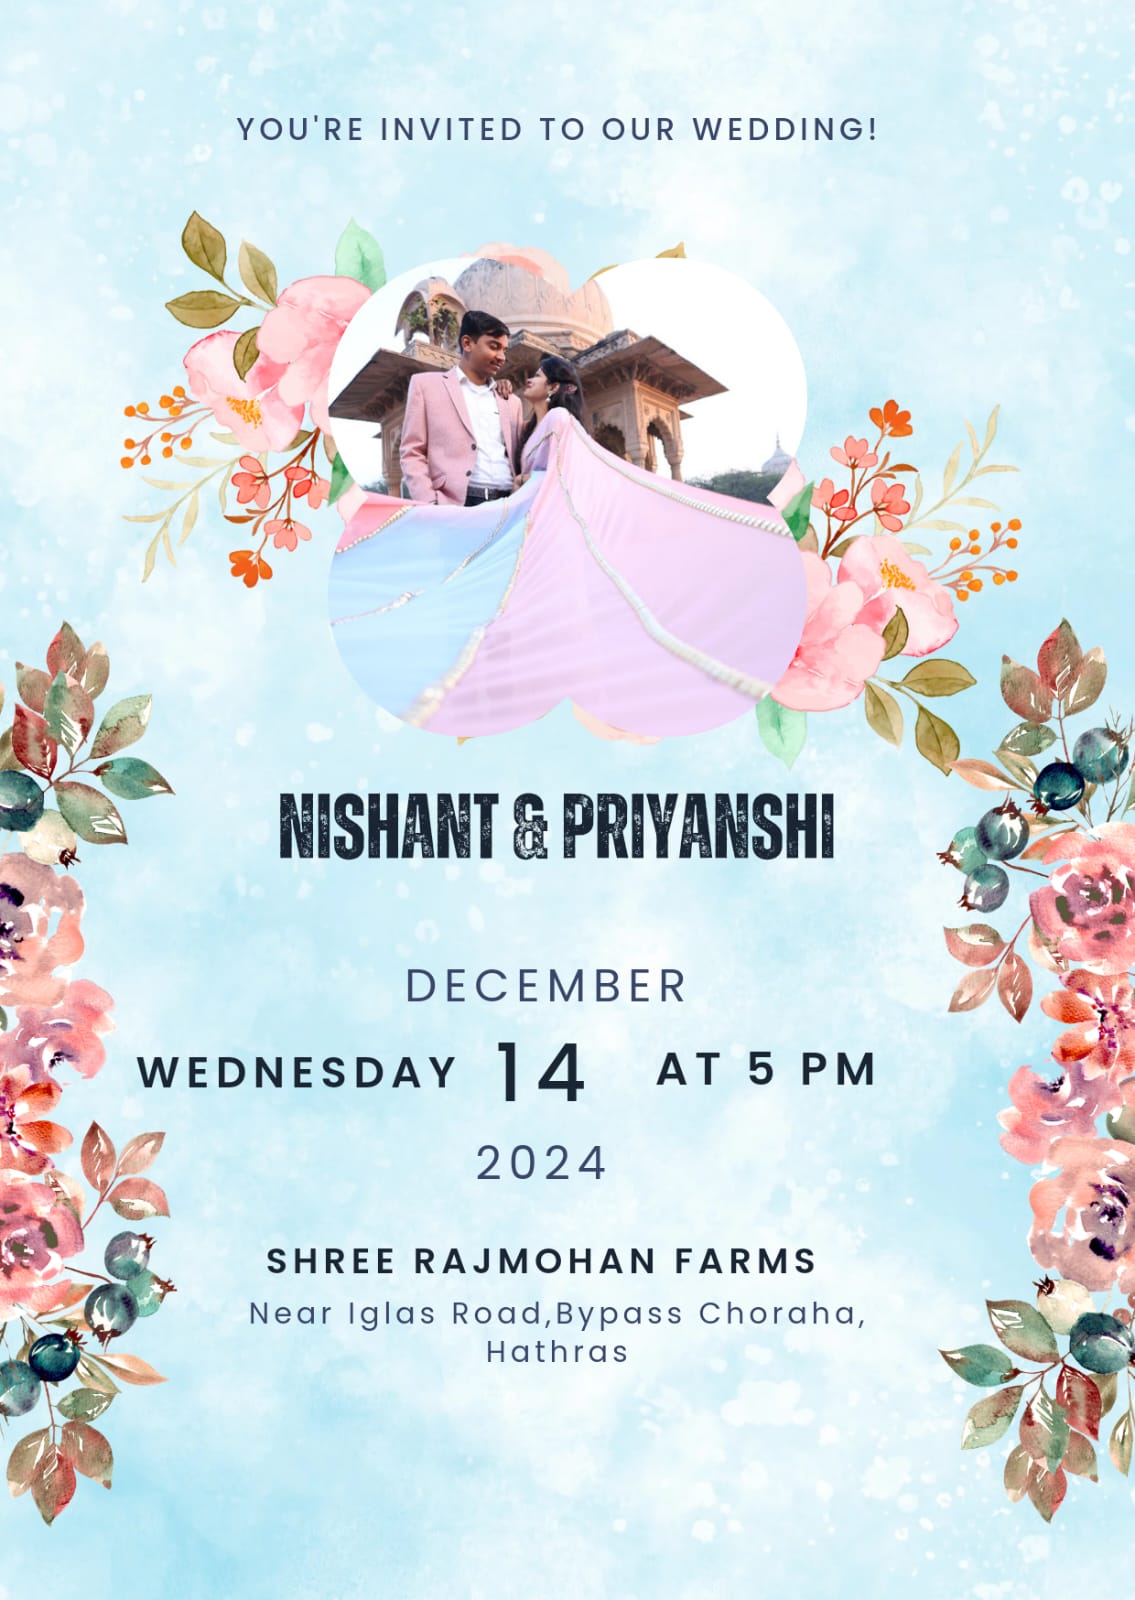 YOU'RE INVITED TO OUR WEDDING!
NISHANT & PRIYANSHI
DECEMBER
WEDNESDAY 14 AT 5 PM
2024
SHREE RAJMOHAN FARMS
Near Iglas Road,Bypass Choraha,
Hathras